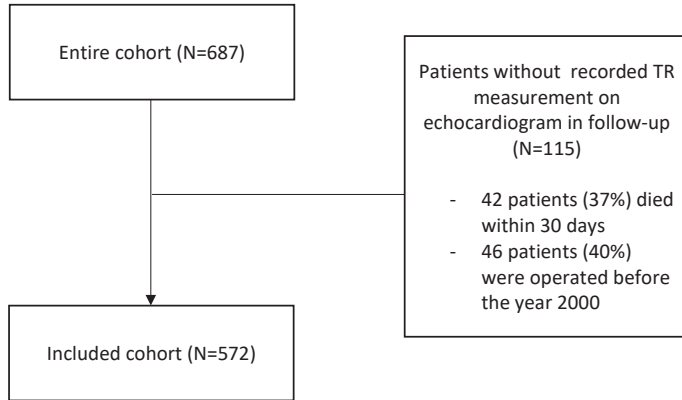 Entire cohort (N=687)
Patients without recorded TR
measurement on
echocardiogram in follow-up
(N=115)
- 42 patients (37%) died
within 30 days
- 46 patients (40%)
were operated before
the year 2000
Included cohort (N=572)